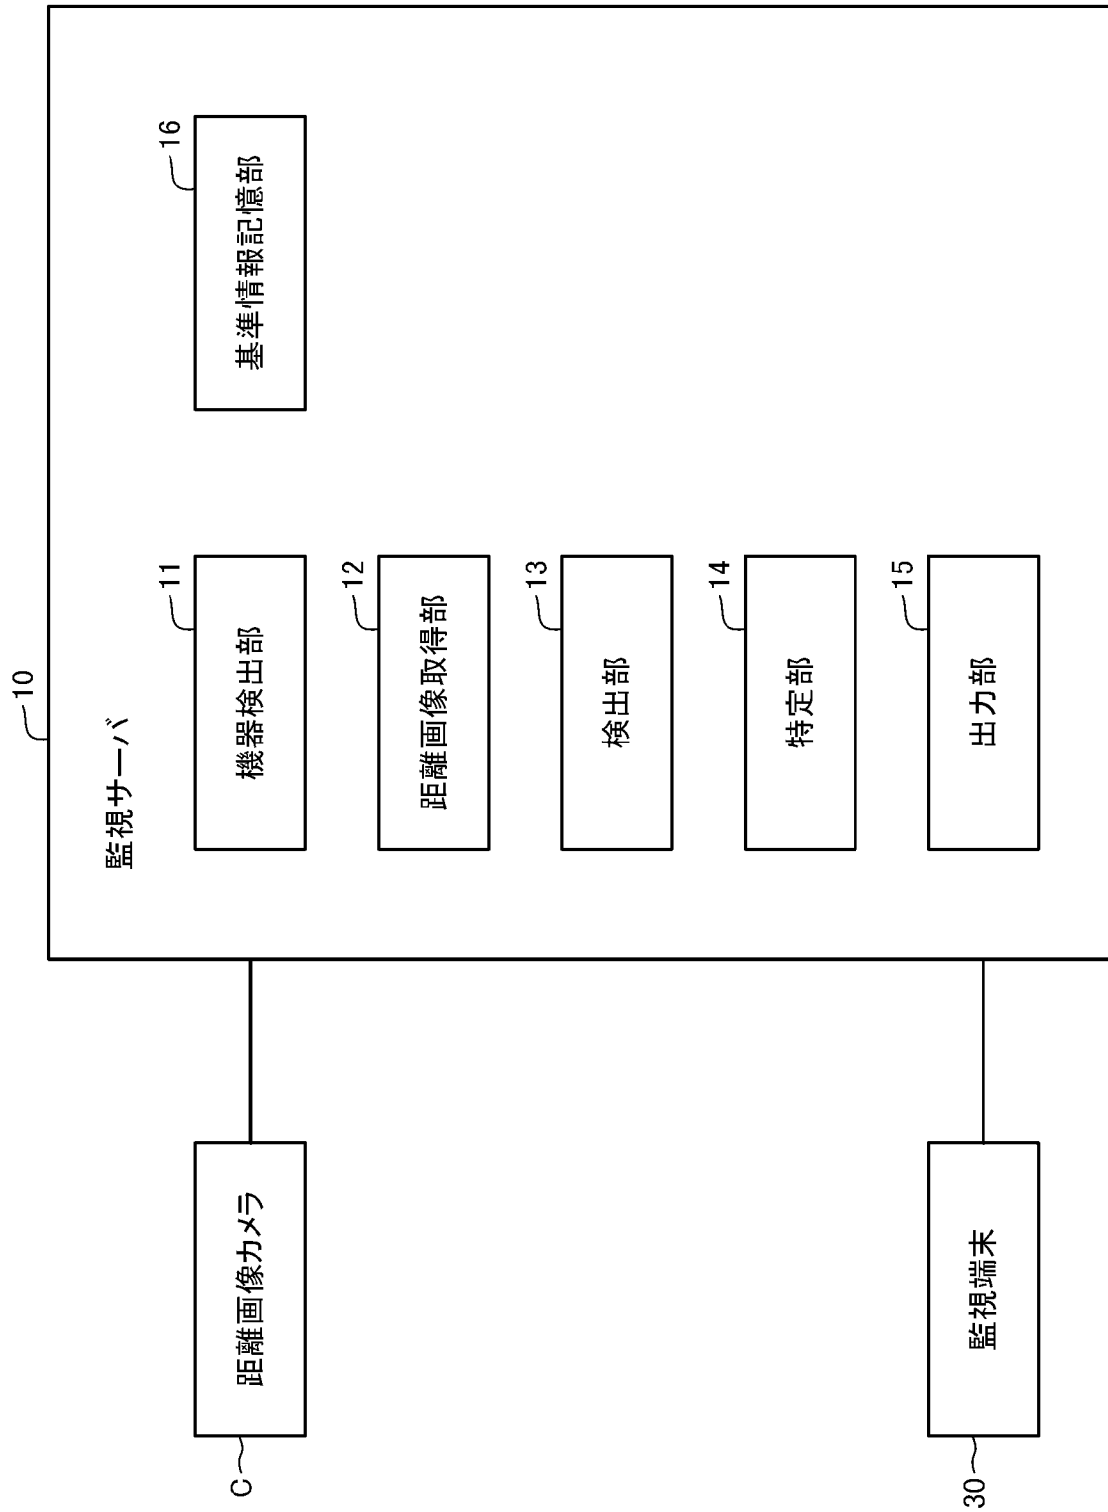 10
監視サーバ
C
距離画像カメラ
11
機器検出部
16
基準情報記憶部
12
距離画像取得部
13
検出部
14
特定部
30
監視端末
15
出力部